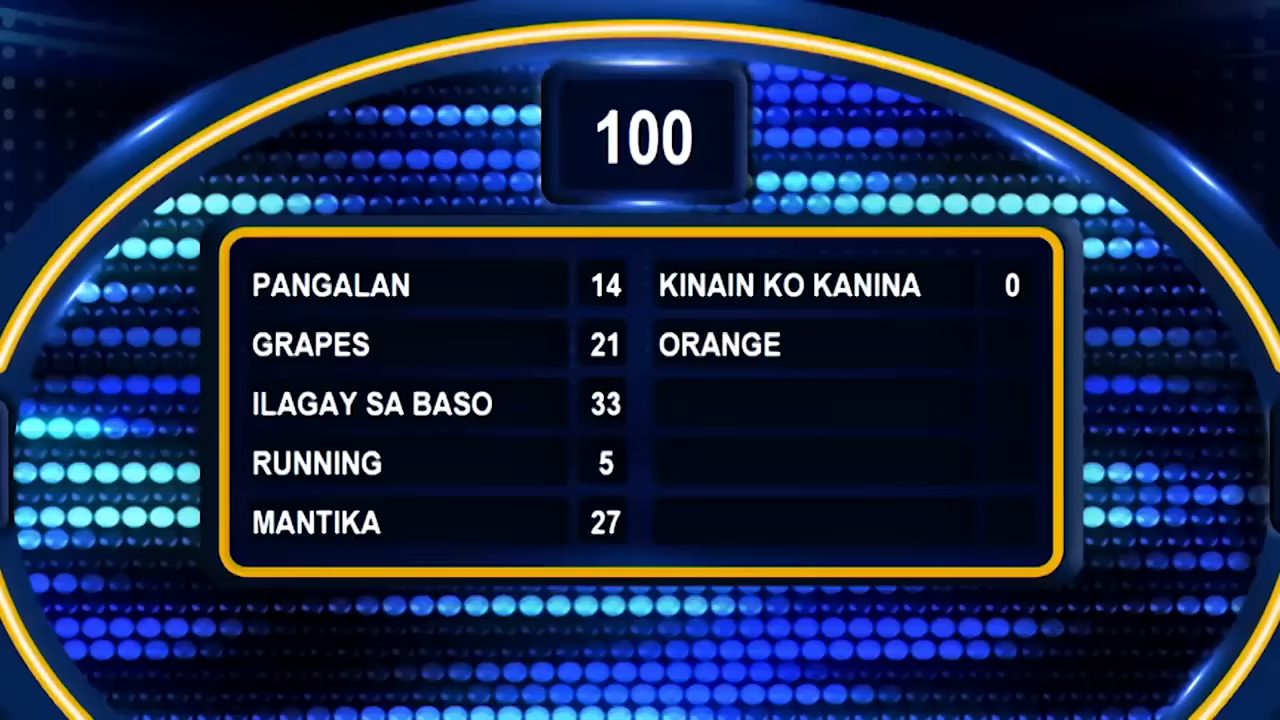 100
PANGALAN 14
GRAPES 21
ILAGAY SA BASO 33
RUNNING 5
MANTIKA 27
KINAIN KO KANINA 0
ORANGE